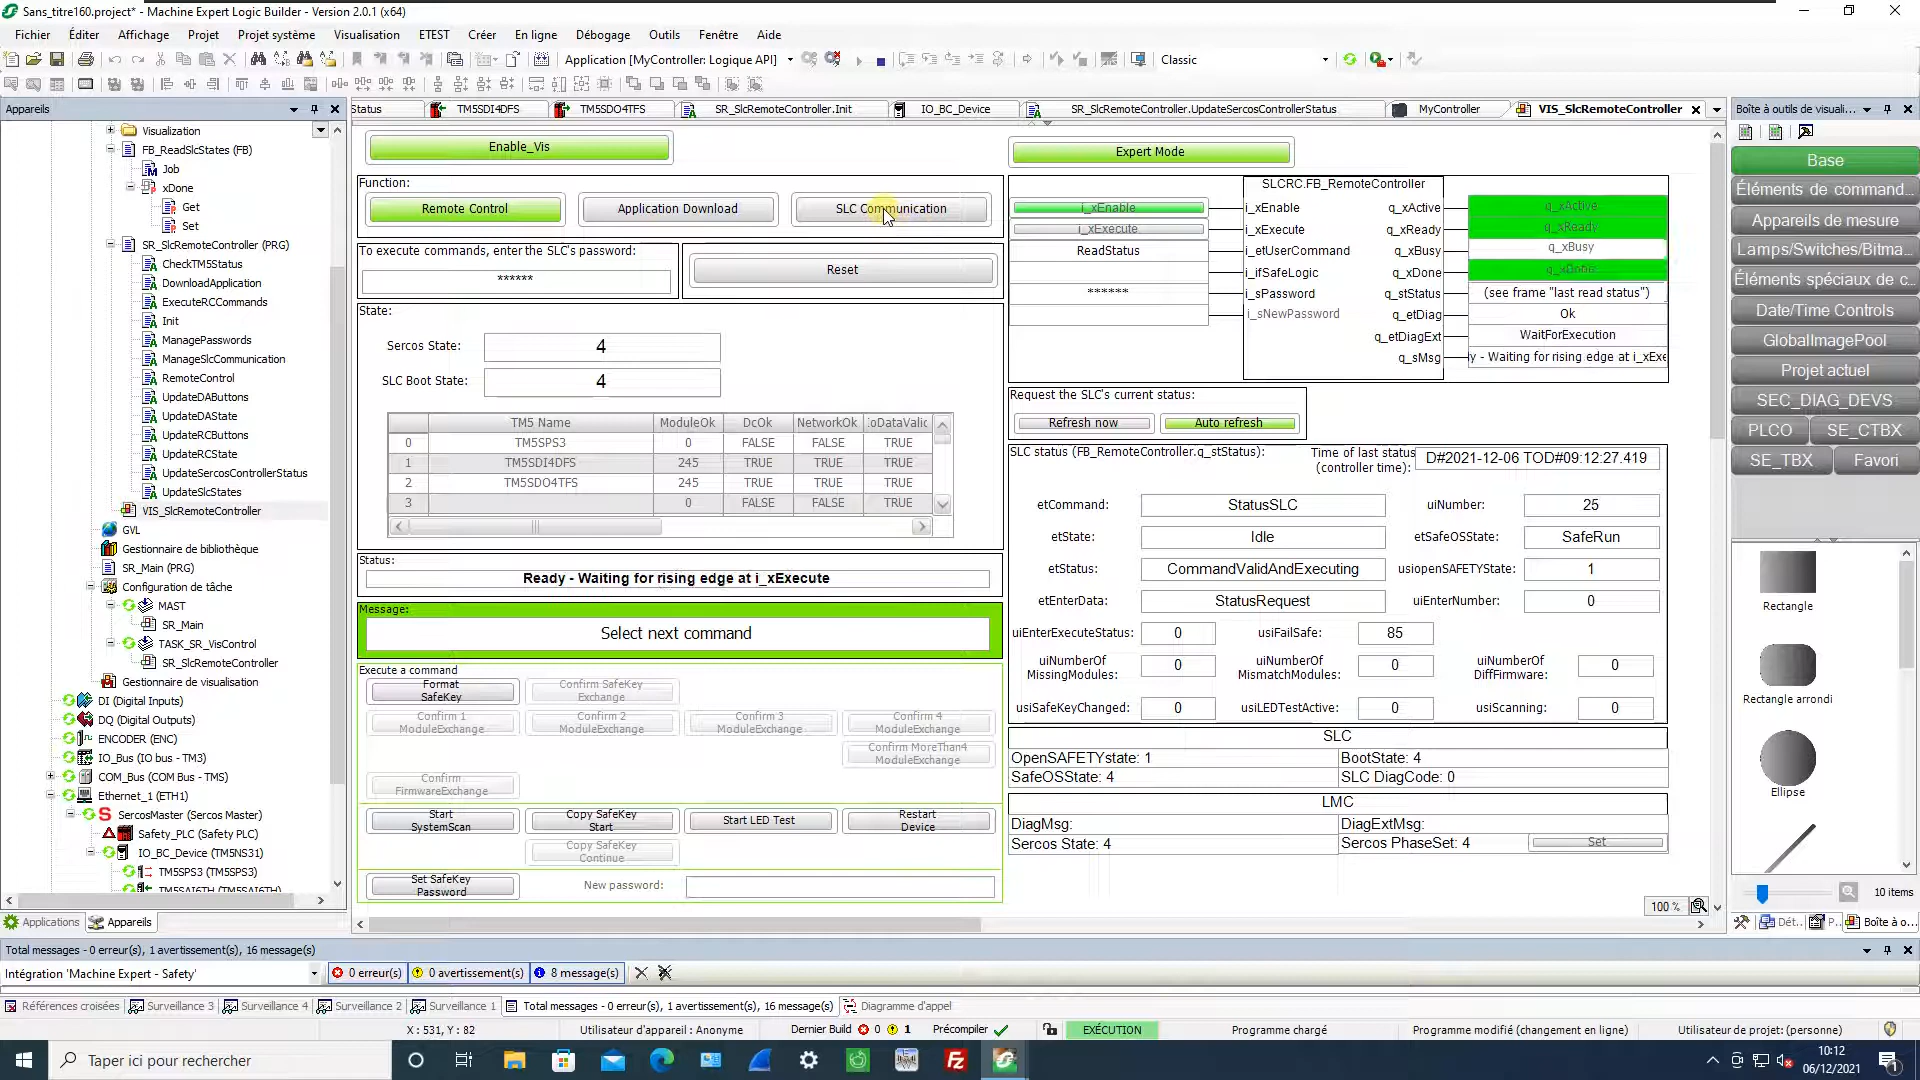 Sans_titre160.project* - Machine Expert Logic Builder - Version 2.0.1 (x64)
Fichier Éditer Affichage Projet Projet système Visualisation ETEST Créer En ligne Débogage Outils Fenêtre Aide
Application [MyController: Logique API] Classic
Appareils
Status TM5SDI4DFS TM5SDO4TFS SR_SlcRemoteController.Init IO_BC_Device SR_SlcRemoteController.UpdateSercosControllerStatus MyController VIS_SlcRemoteController
Boîte à outils de visuali...
Visualization
FB_ReadSlcStates (FB)
Job
xDone
Get
Set
SR_SlcRemoteController (PRG)
CheckTM5Status
DownloadApplication
ExecuteRCCommands
Init
ManagePasswords
ManageSlcCommunication
RemoteControl
UpdateDAButtons
UpdateDAState
UpdateRCButtons
UpdateRCState
UpdateSercosControllerStatus
UpdateSlcStates
VIS_SlcRemoteController
GVL
Gestionnaire de bibliothèque
SR_Main (PRG)
Configuration de tâche
MAST
SR_Main
TASK_SR_VisControl
SR_SlcRemoteController
Gestionnaire de visualisation
DI (Digital Inputs)
DQ (Digital Outputs)
ENCODER (ENC)
IO_Bus (IO bus - TM3)
COM_Bus (COM Bus - TMS)
Ethernet_1 (ETH1)
SercosMaster (Sercos Master)
Safety_PLC (Safety PLC)
IO_BC_Device (TM5NS31)
TM5SPS3 (TM5SPS3)
TM5SAI6TH (TM5SAI6TH)
Applications Appareils
Enable_Vis
Function:
Remote Control Application Download SLC Communication
To execute commands, enter the SLC's password:
******
Reset
State:
Sercos State: 4
SLC Boot State: 4
TM5 Name ModuleOk DcOk NetworkOk ioDataValid
0 TM5SPS3 0 FALSE FALSE TRUE
1 TM5SDI4DFS 245 TRUE TRUE TRUE
2 TM5SDO4TFS 245 TRUE TRUE TRUE
3 0 FALSE FALSE TRUE
Status:
Ready - Waiting for rising edge at i_xExecute
Message:
Select next command
Execute a command
Format SafeKey
Confirm SafeKey Exchange
Confirm 1 ModuleExchange
Confirm 2 ModuleExchange
Confirm 3 ModuleExchange
Confirm 4 ModuleExchange
Confirm MoreThan4 ModuleExchange
Confirm FirmwareExchange
Start SystemScan
Copy SafeKey Start
Start LED Test
Restart Device
Copy SafeKey Continue
Set SafeKey Password
New password:
Expert Mode
SLCRC.FB_RemoteController
i_xEnable i_xEnable q_xActive q_xActive
i_xExecute i_xExecute q_xReady q_xReady
ReadStatus i_etUserCommand q_xBusy q_xBusy
i_ifSafeLogic q_xDone q_xDone
****** i_sPassword q_stStatus (see frame "last read status")
i_sNewPassword q_etDiag Ok
q_etDiagExt WaitForExecution
q_sMsg y - Waiting for rising edge at i_xExe
Request the SLC's current status:
Refresh now Auto refresh
SLC status (FB_RemoteController.q_stStatus):
Time of last status (controller time): D#2021-12-06 TOD#09:12:27.419
etCommand: StatusSLC uiNumber: 25
etState: Idle etSafeOSState: SafeRun
etStatus: CommandValidAndExecuting usiopenSAFETYState: 1
etEnterData: StatusRequest uiEnterNumber: 0
uiEnterExecuteStatus: 0 usiFailSafe: 85
uiNumberOf MissingModules: 0 uiNumberOf MismatchModules: 0 uiNumberOf DiffFirmware: 0
usiSafeKeyChanged: 0 usiLEDTestActive: 0 usiScanning: 0
SLC
OpenSAFETYstate: 1 BootState: 4
SafeOSState: 4 SLC DiagCode: 0
LMC
DiagMsg: DiagExtMsg:
Sercos State: 4 Sercos PhaseSet: 4 Set
100 %
Base
Éléments de command...
Appareils de mesure
Lamps/Switches/Bitma...
Éléments spéciaux de c...
Date/Time Controls
GlobalImagePool
Projet actuel
SEC_DIAG_DEVS
PLCO SE_CTBX
SE_TBX Favori
Rectangle
Rectangle arrondi
Ellipse
10 items
Dét... P... Boîte à o...
Total messages - 0 erreur(s), 1 avertissement(s), 16 message(s)
Intégration 'Machine Expert - Safety' 0 erreur(s) 0 avertissement(s) 8 message(s)
Références croisées Surveillance 3 Surveillance 4 Surveillance 2 Surveillance 1 Total messages - 0 erreur(s), 1 avertissement(s), 16 message(s) Diagramme d'appel
X : 531, Y : 82 Utilisateur d'appareil : Anonyme Dernier Build 0 1 Précompiler EXÉCUTION Programme chargé Programme modifié (changement en ligne) Utilisateur de projet: (personne)
Taper ici pour rechercher
10:12
06/12/2021
1